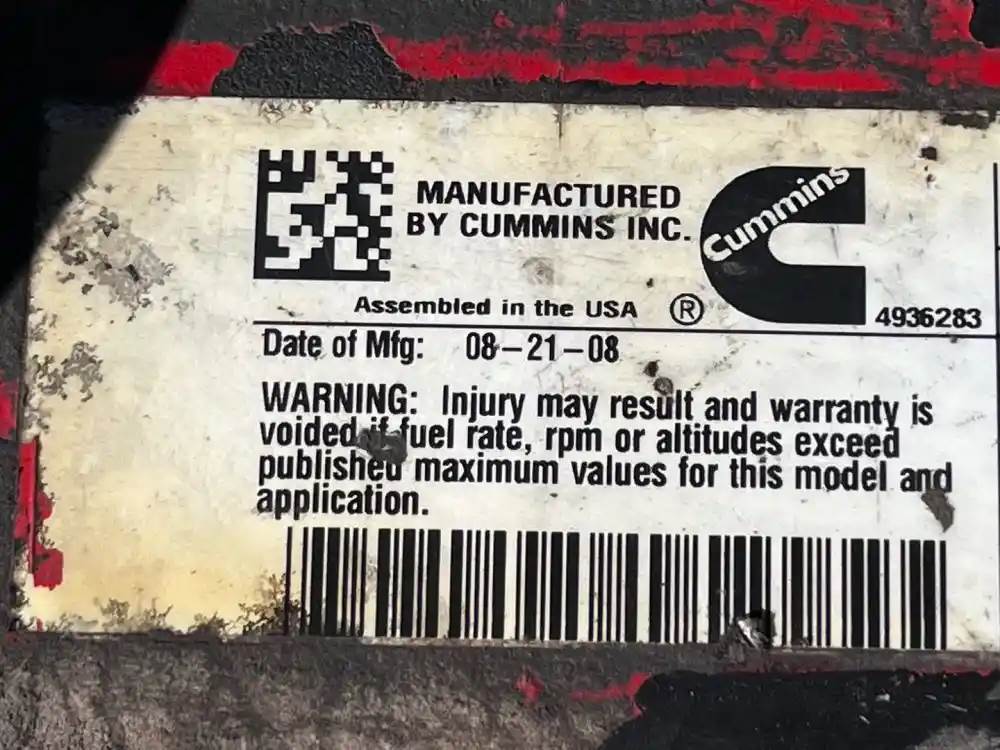 MANUFACTURED
BY CUMMINS INC.
Cummins
Assembled in the USA ®
4936283
Date of Mfg: 08-21-08
WARNING: Injury may result and warranty is
voided if fuel rate, rpm or altitudes exceed
published maximum values for this model and
application.